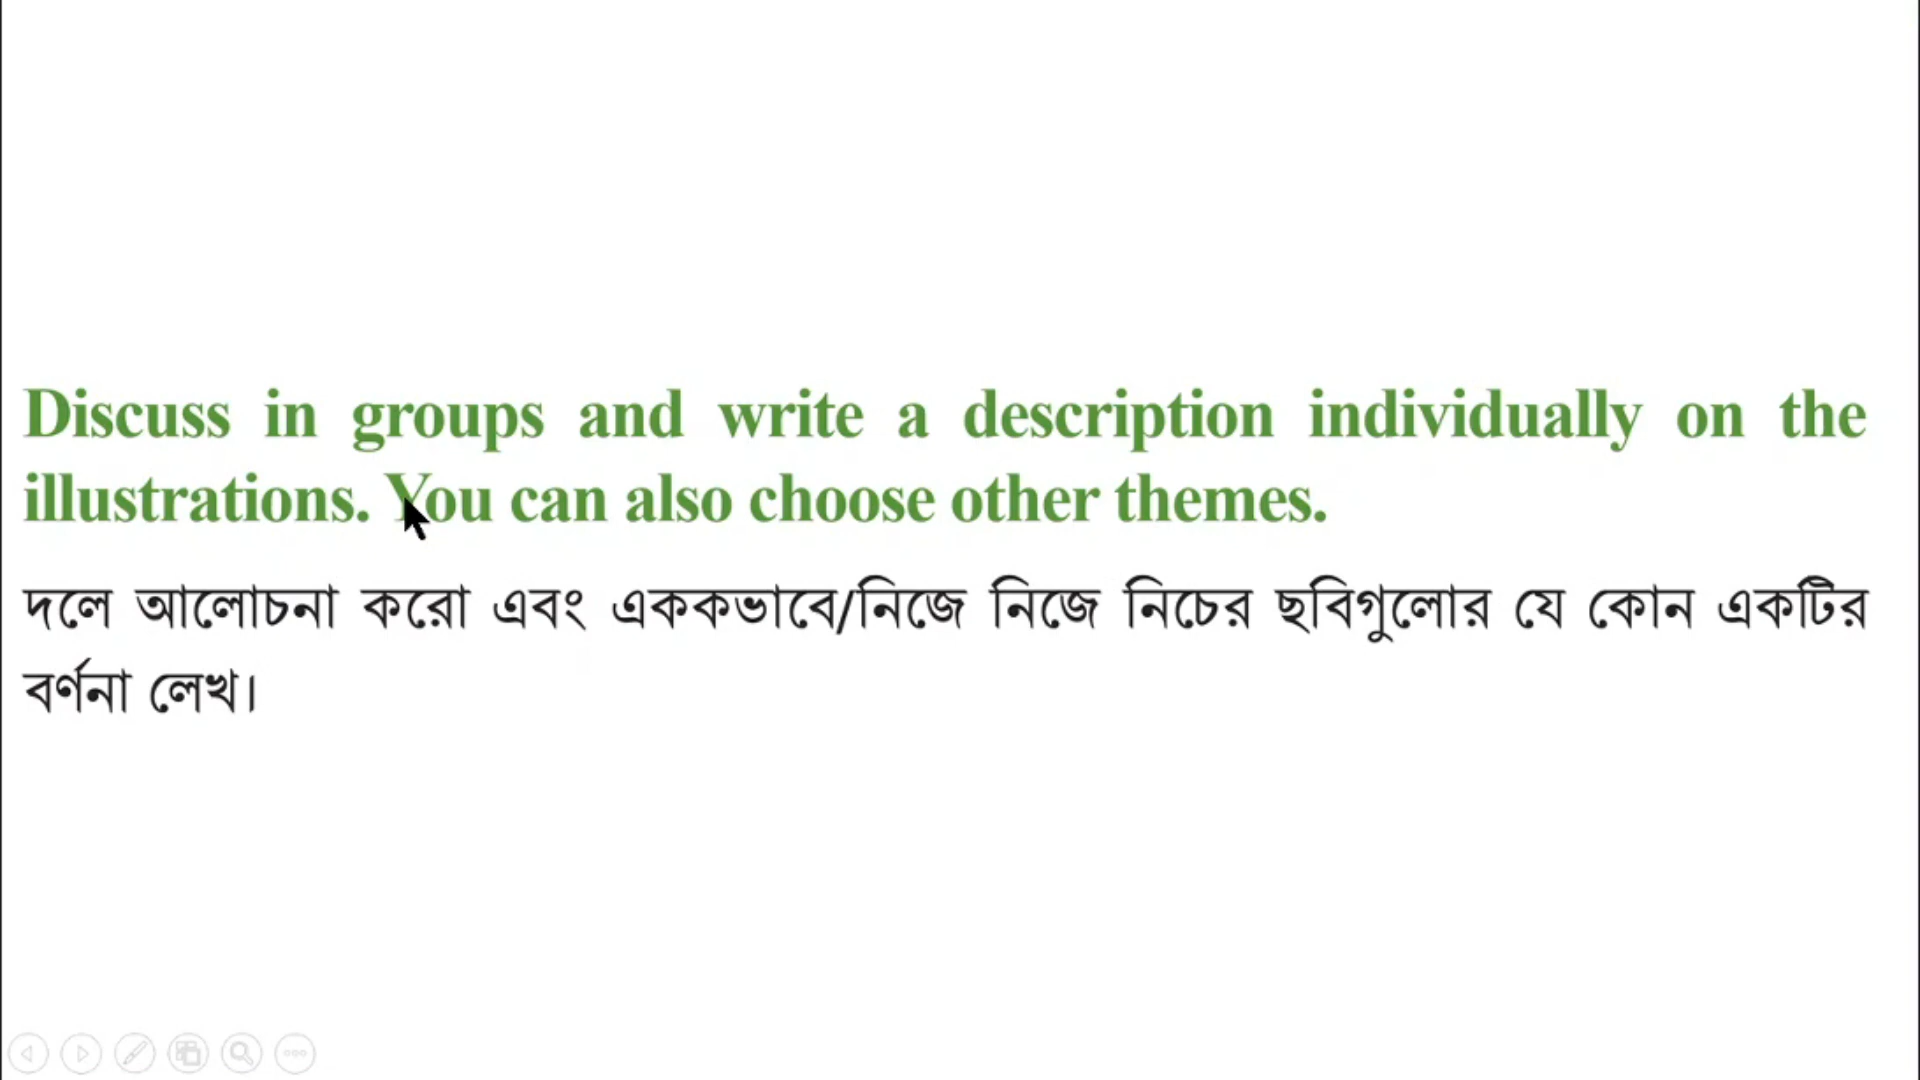 Discuss in groups and write a description individually on the
illustrations. You can also choose other themes.
দলে আলোচনা করো এবং এককভাবে/নিজে নিজে নিচের ছবিগুলোর যে কোন একটির
বর্ণনা লেখ।